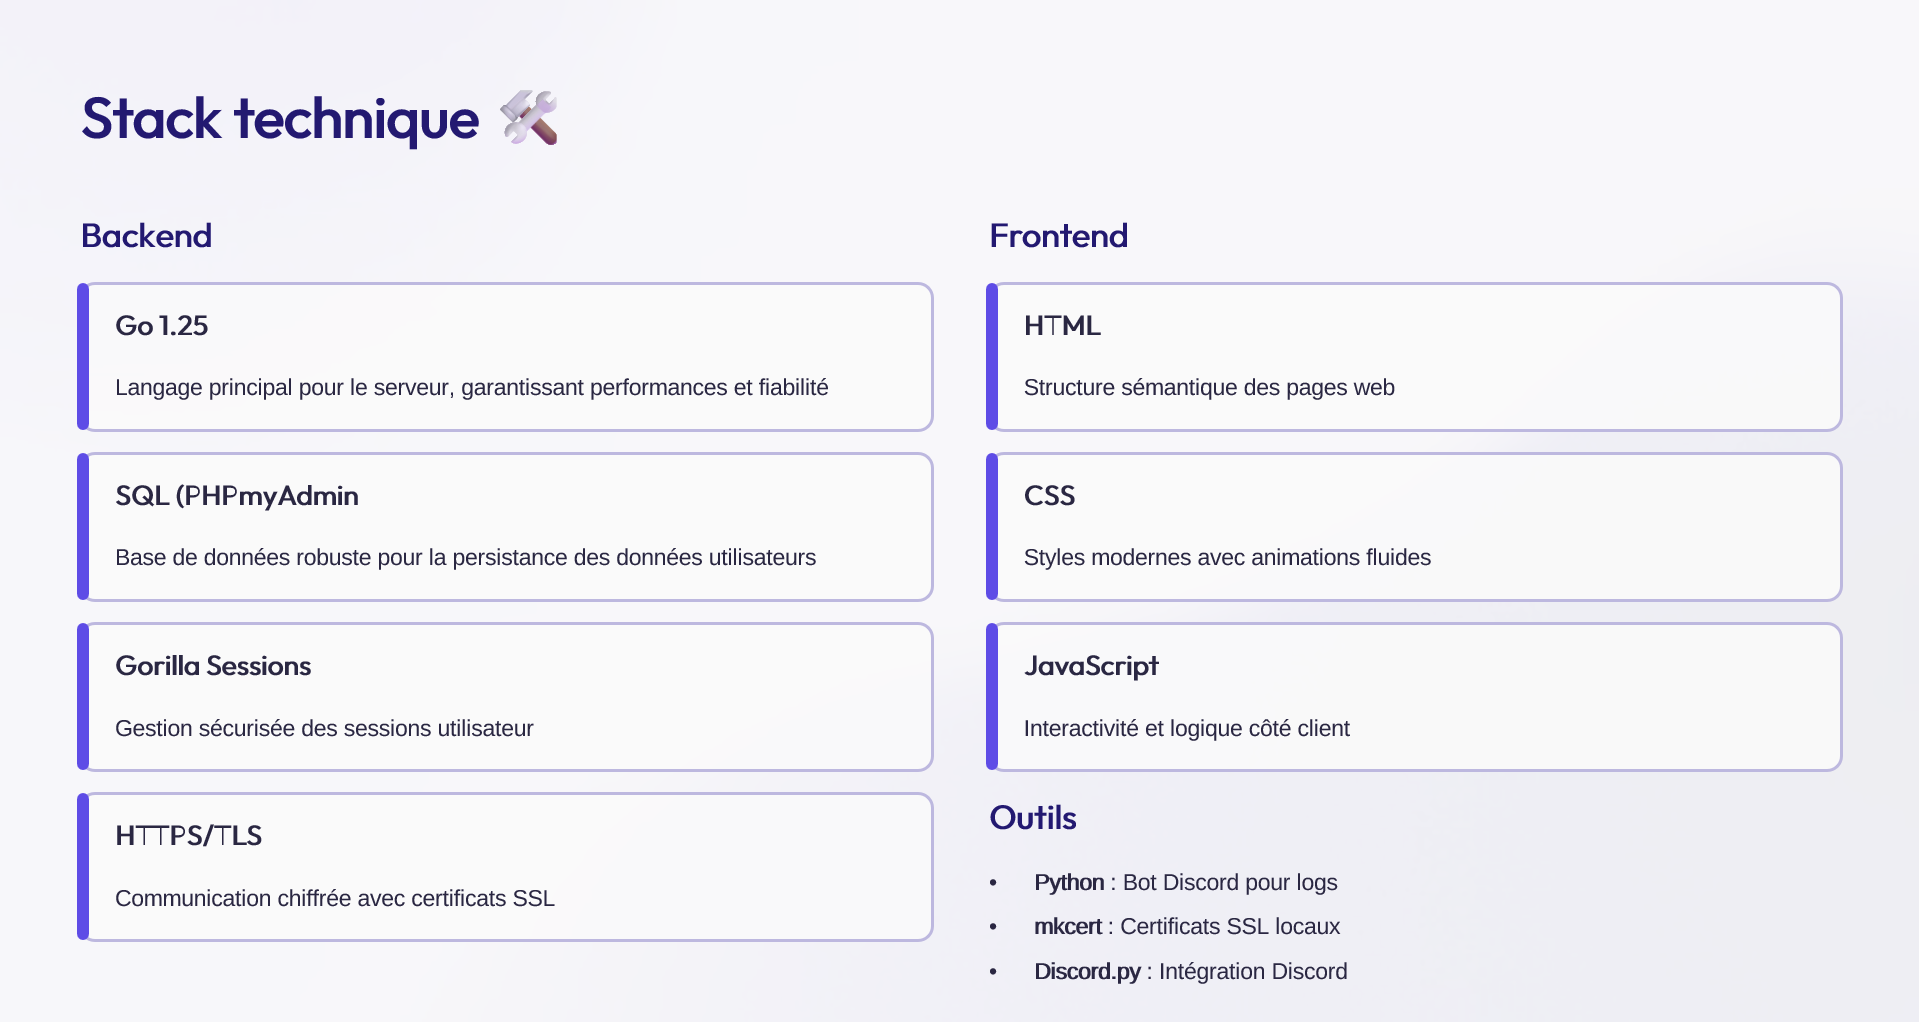 Stack technique
Backend
Go 1.25
Langage principal pour le serveur, garantissant performances et fiabilité
SQL (PHPmyAdmin
Base de données robuste pour la persistance des données utilisateurs
Gorilla Sessions
Gestion sécurisée des sessions utilisateur
HTTPS/TLS
Communication chiffrée avec certificats SSL
Frontend
HTML
Structure sémantique des pages web
CSS
Styles modernes avec animations fluides
JavaScript
Interactivité et logique côté client
Outils
• Python : Bot Discord pour logs
• mkcert : Certificats SSL locaux
• Discord.py : Intégration Discord